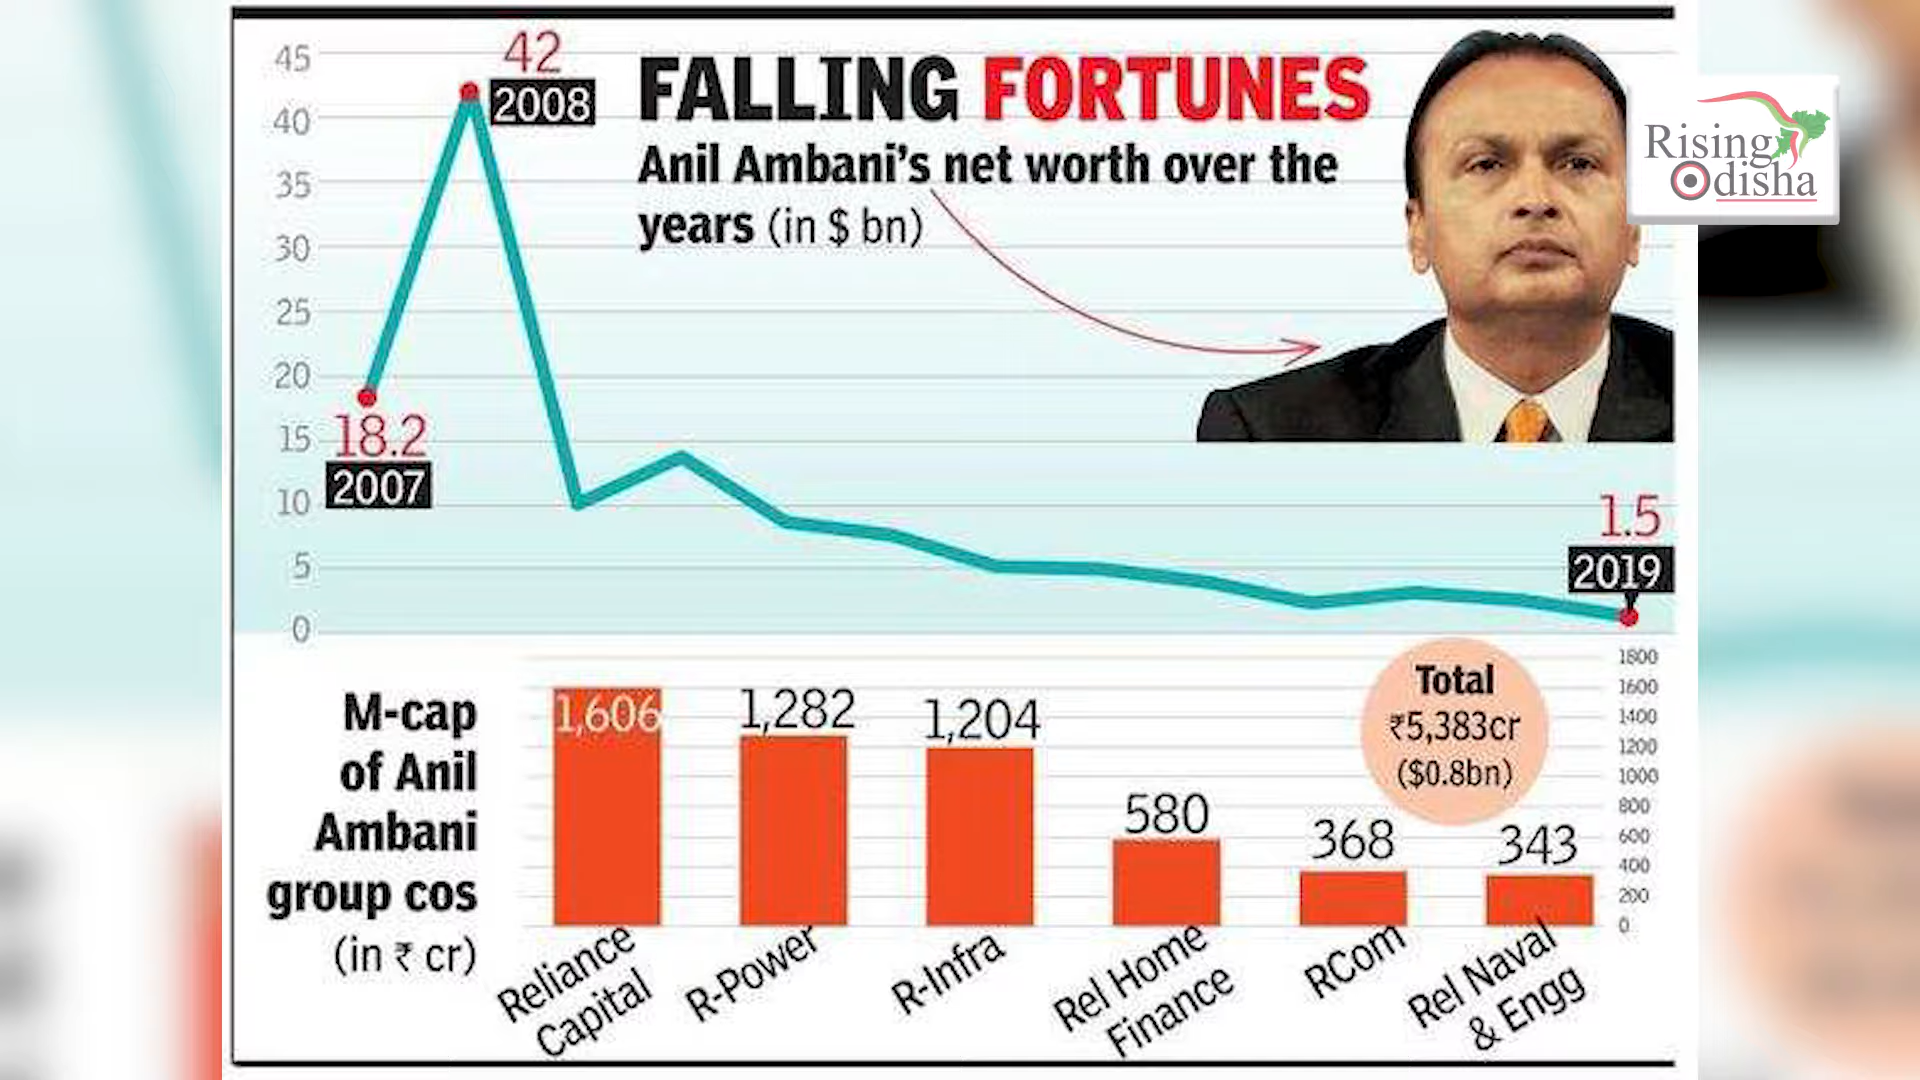 45
40
35
30
25
20
15
10
5
0
42
2008
18.2
2007
1.5
2019
FALLING FORTUNES
Anil Ambani's net worth over the
years (in $ bn)
Rising
Odisha
M-cap
of Anil
Ambani
group cos
(in ₹ cr)
1,606
1,282
1,204
580
368
343
Total
₹5,383cr
($0.8bn)
1800
1600
1400
1200
1000
800
600
400
200
0
Reliance
Capital
R-Power
R-Infra
Rel Home
Finance
RCom
Rel Naval
& Engg